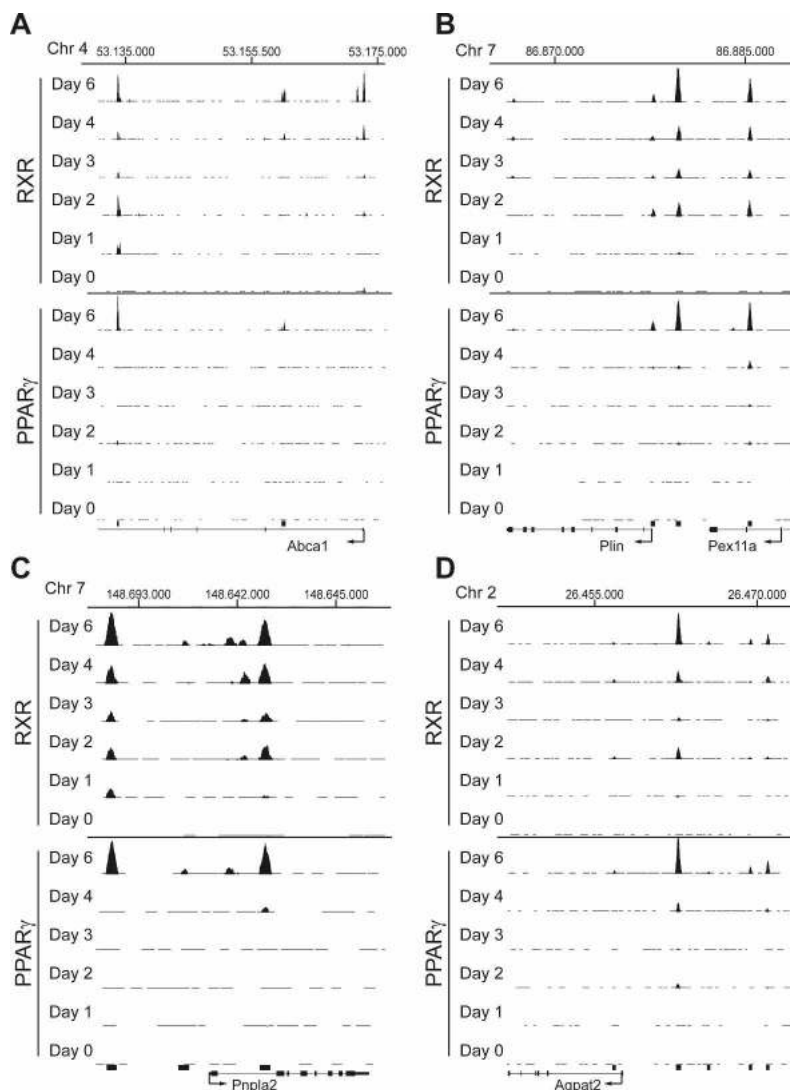 A
Chr 4 53.135.000 53.155.500 53.175.000
RXR
Day 6
Day 4
Day 3
Day 2
Day 1
Day 0
PPARγ
Day 6
Day 4
Day 3
Day 2
Day 1
Day 0
Abca1
B
Chr 7 86.870.000 86.885.000
RXR
Day 6
Day 4
Day 3
Day 2
Day 1
Day 0
PPARγ
Day 6
Day 4
Day 3
Day 2
Day 1
Day 0
Plin Pex11a
C
Chr 7 148.693.000 148.642.000 148.645.000
RXR
Day 6
Day 4
Day 3
Day 2
Day 1
Day 0
PPARγ
Day 6
Day 4
Day 3
Day 2
Day 1
Day 0
Pnpla2
D
Chr 2 26.455.000 26.470.000
RXR
Day 6
Day 4
Day 3
Day 2
Day 1
Day 0
PPARγ
Day 6
Day 4
Day 3
Day 2
Day 1
Day 0
Agpat2